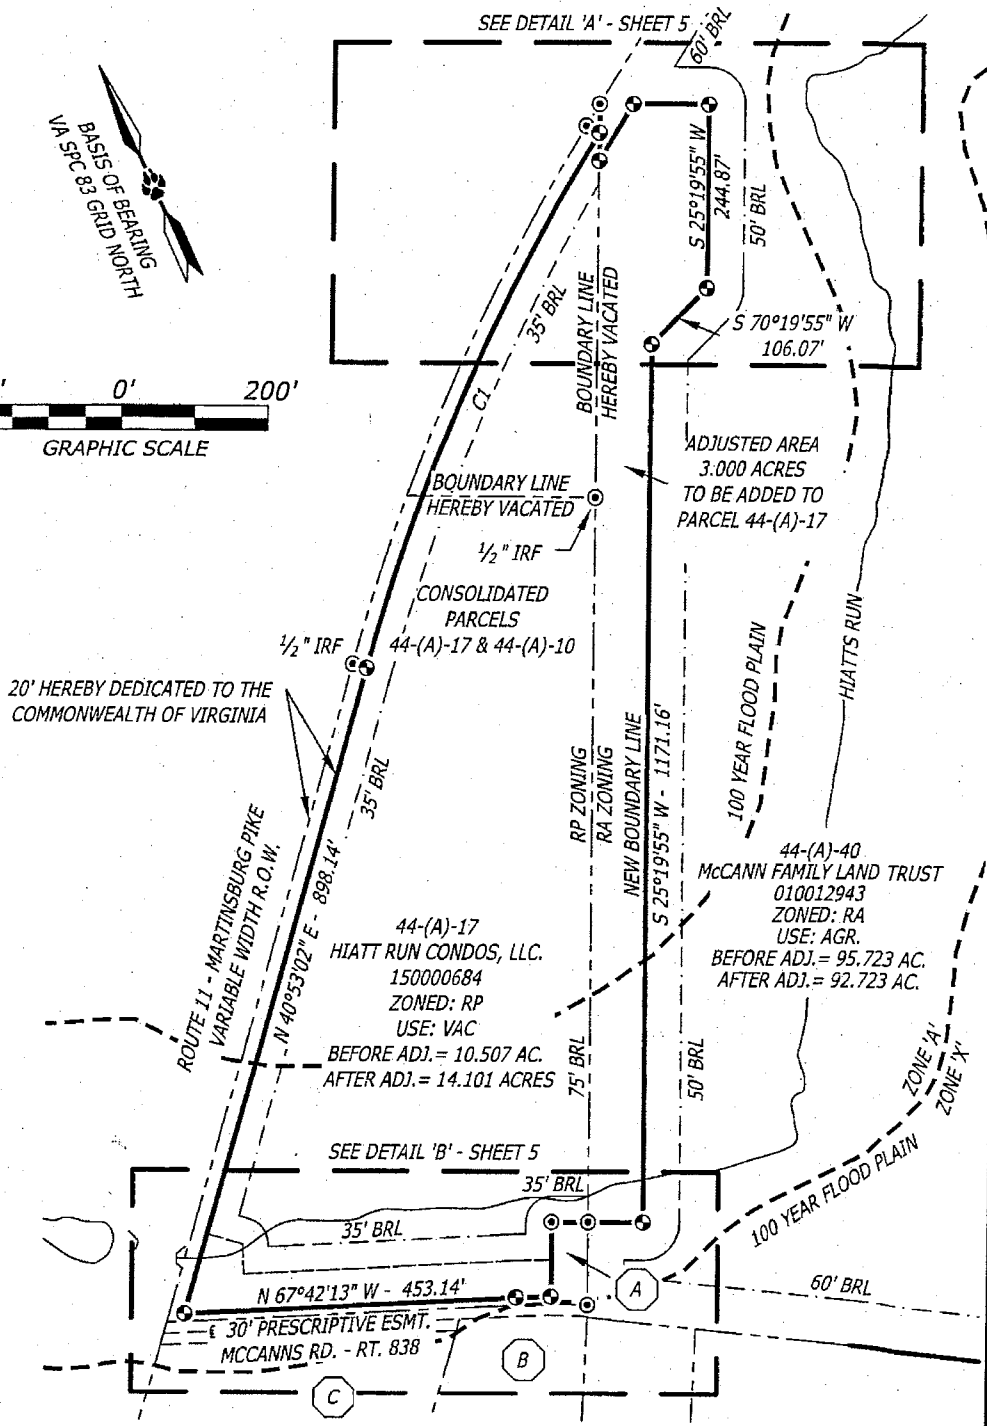 SEE DETAIL 'A' - SHEET 5
60' BRL
BASIS OF BEARING
VA SPC 83 GRID NORTH
S 25°19'55" W
244.87'
50' BRL
35' BRL
BOUNDARY LINE
HEREBY VACATED
S 70°19'55" W
106.07'
0'
200'
GRAPHIC SCALE
C1
ADJUSTED AREA
3.000 ACRES
TO BE ADDED TO
PARCEL 44-(A)-17
BOUNDARY LINE
HEREBY VACATED
½" IRF
CONSOLIDATED
PARCELS
44-(A)-17 & 44-(A)-10
½" IRF
HIATTS RUN
20' HEREBY DEDICATED TO THE
COMMONWEALTH OF VIRGINIA
100 YEAR FLOOD PLAIN
35' BRL
RP ZONING
RA ZONING
NEW BOUNDARY LINE
S 25°19'55" W - 1171.16'
ROUTE 11 - MARTINSBURG PIKE
VARIABLE WIDTH R.O.W.
N 40°53'02" E - 898.14'
44-(A)-40
McCANN FAMILY LAND TRUST
010012943
ZONED: RA
USE: AGR.
BEFORE ADJ.= 95.723 AC.
AFTER ADJ.= 92.723 AC.
44-(A)-17
HIATT RUN CONDOS, LLC.
150000684
ZONED: RP
USE: VAC
BEFORE ADJ.= 10.507 AC.
AFTER ADJ.= 14.101 ACRES
75' BRL
50' BRL
ZONE 'A'
ZONE 'X'
SEE DETAIL 'B' - SHEET 5
35' BRL
35' BRL
100 YEAR FLOOD PLAIN
N 67°42'13" W - 453.14'
A
60' BRL
30' PRESCRIPTIVE ESMT.
MCCANNS RD. - RT. 838
B
C